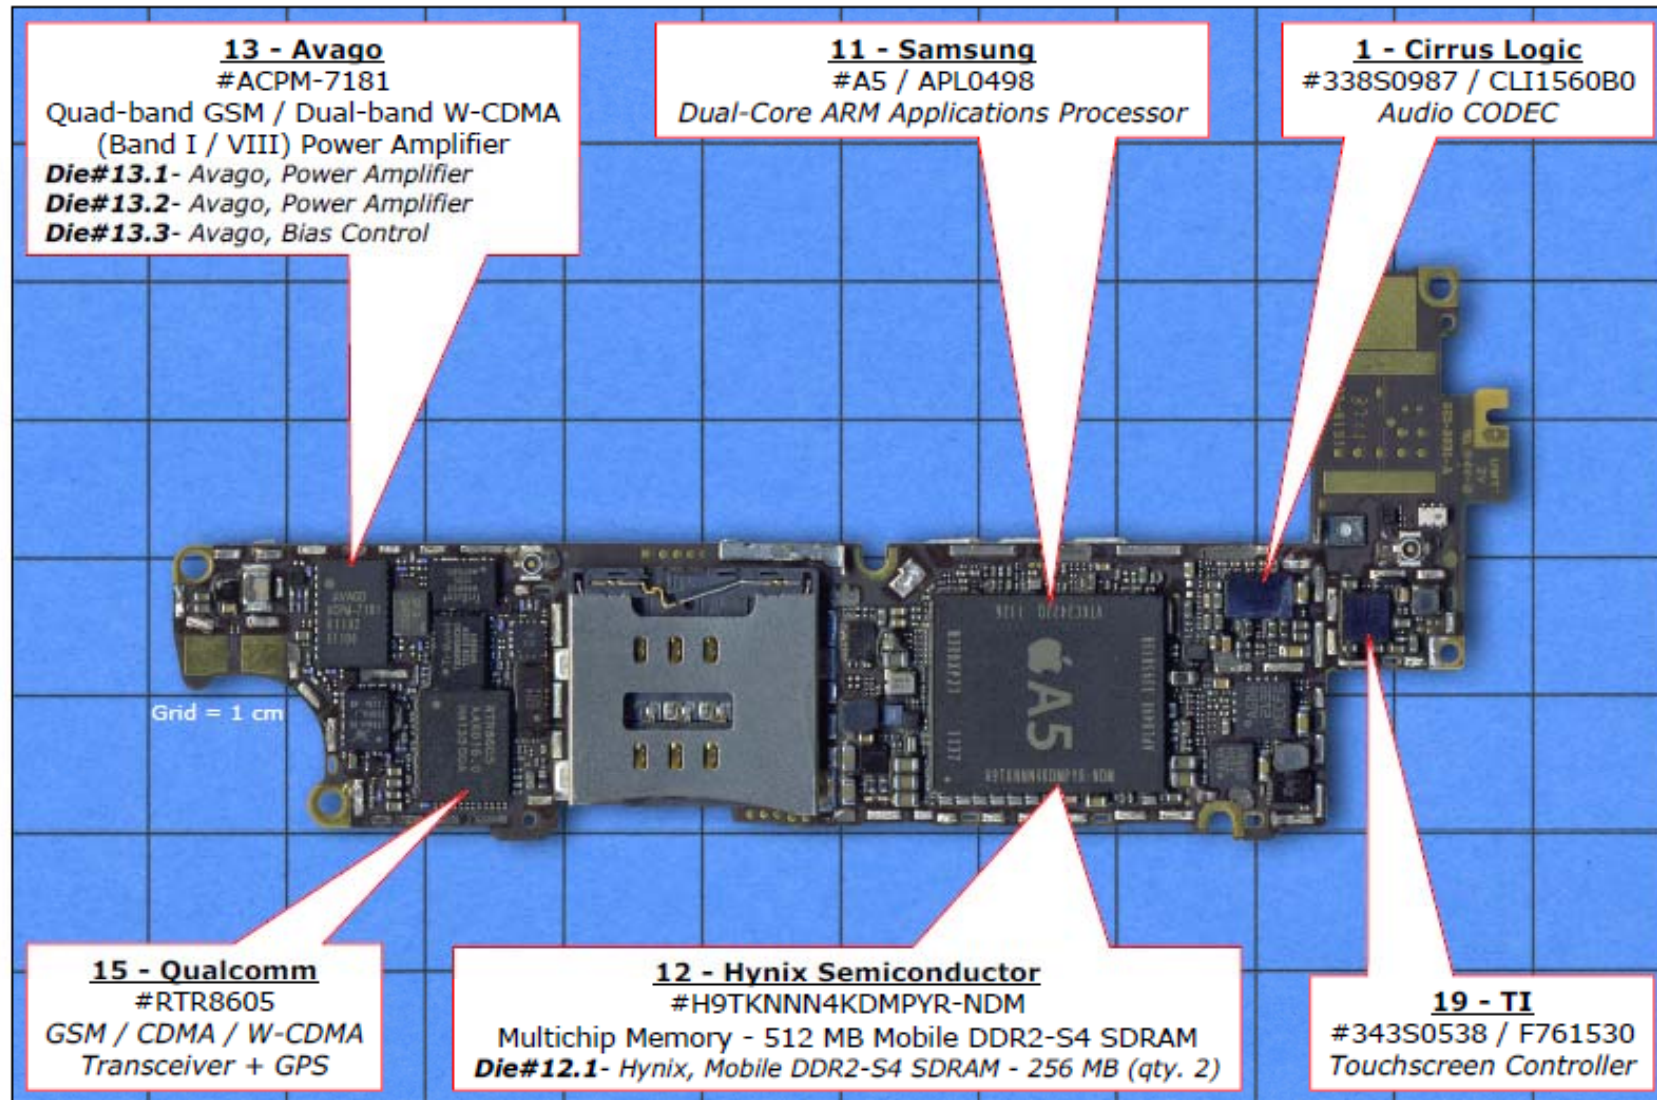 13 - Avago
#ACPM-7181
Quad-band GSM / Dual-band W-CDMA
(Band I / VIII) Power Amplifier
Die#13.1- Avago, Power Amplifier
Die#13.2- Avago, Power Amplifier
Die#13.3- Avago, Bias Control
11 - Samsung
#A5 / APL0498
Dual-Core ARM Applications Processor
1 - Cirrus Logic
#338S0987 / CLI1560B0
Audio CODEC
AVAGO
ACPM-7181
A5
RTR8605
Grid = 1 cm
15 - Qualcomm
#RTR8605
GSM / CDMA / W-CDMA
Transceiver + GPS
12 - Hynix Semiconductor
#H9TKNNN4KDMPYR-NDM
Multichip Memory - 512 MB Mobile DDR2-S4 SDRAM
Die#12.1- Hynix, Mobile DDR2-S4 SDRAM - 256 MB (qty. 2)
19 - TI
#343S0538 / F761530
Touchscreen Controller